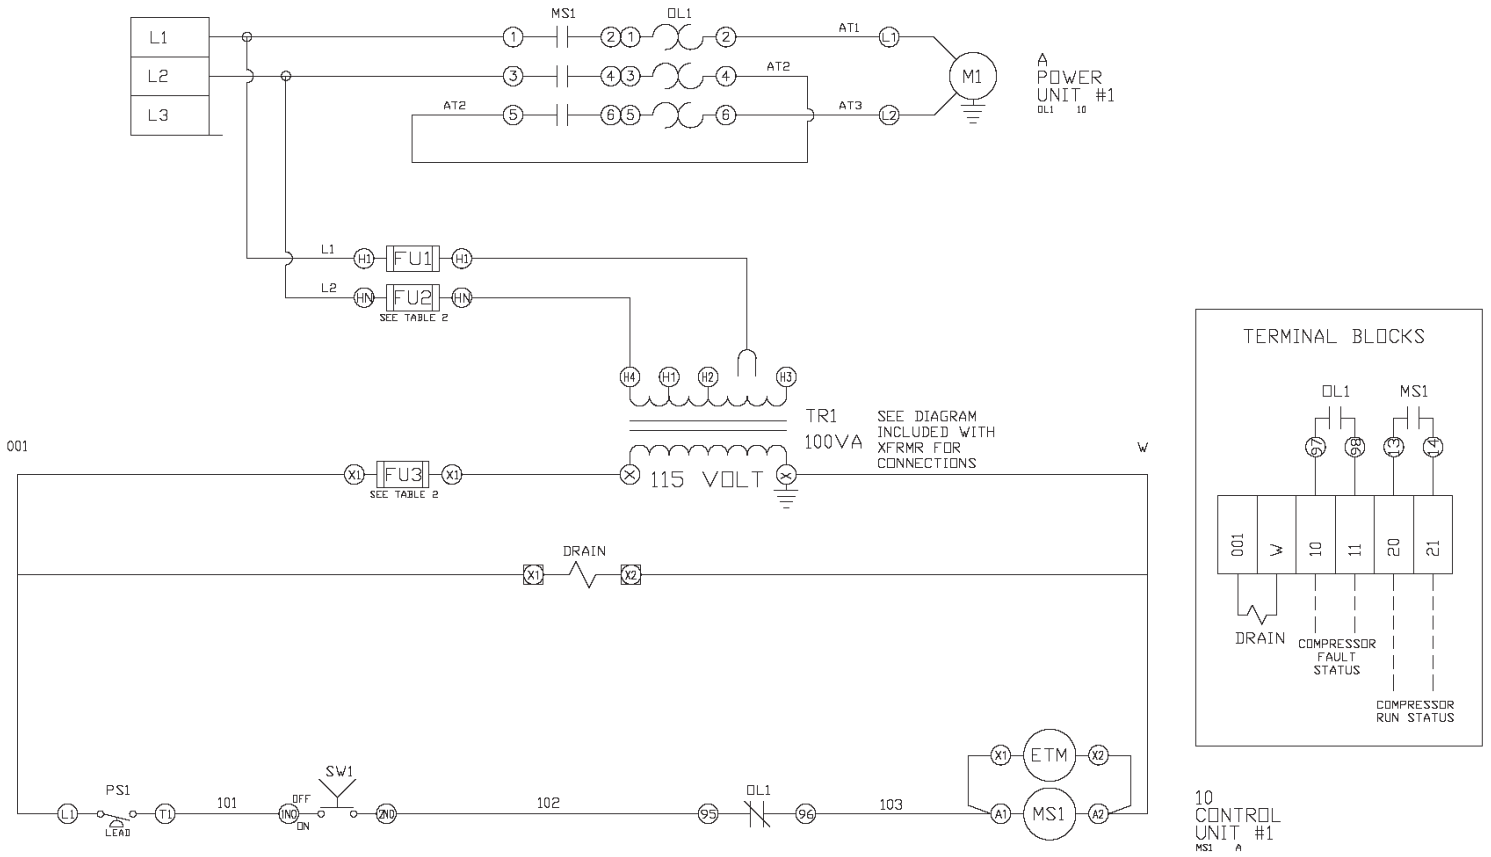 MS1 OL1
L1 1 2 1 2 AT1 L1
L2 3 4 3 4 AT2 M1
L3 AT2 5 6 5 6 AT3 L2
A
POWER
UNIT #1
OL1 10
L1 H1 FU1 H1
L2 HN FU2 HN
SEE TABLE 2
H4 H1 H2 H3
TR1
100VA
SEE DIAGRAM
INCLUDED WITH
XFRMR FOR
CONNECTIONS
001 W
X1 FU3 X1 X 115 VOLT X
SEE TABLE 2
DRAIN
X1 X2
TERMINAL BLOCKS
OL1 MS1
97 98 13 14
001 W 10 11 20 21
DRAIN
COMPRESSOR
FAULT
STATUS
COMPRESSOR
RUN STATUS
X1 ETM X2
PS1 SW1 OL1
L1 T1 101 1NO OFF 2NO 102 95 96 103 A1 MS1 A2
LEAD ON
10
CONTROL
UNIT #1
MS1 A